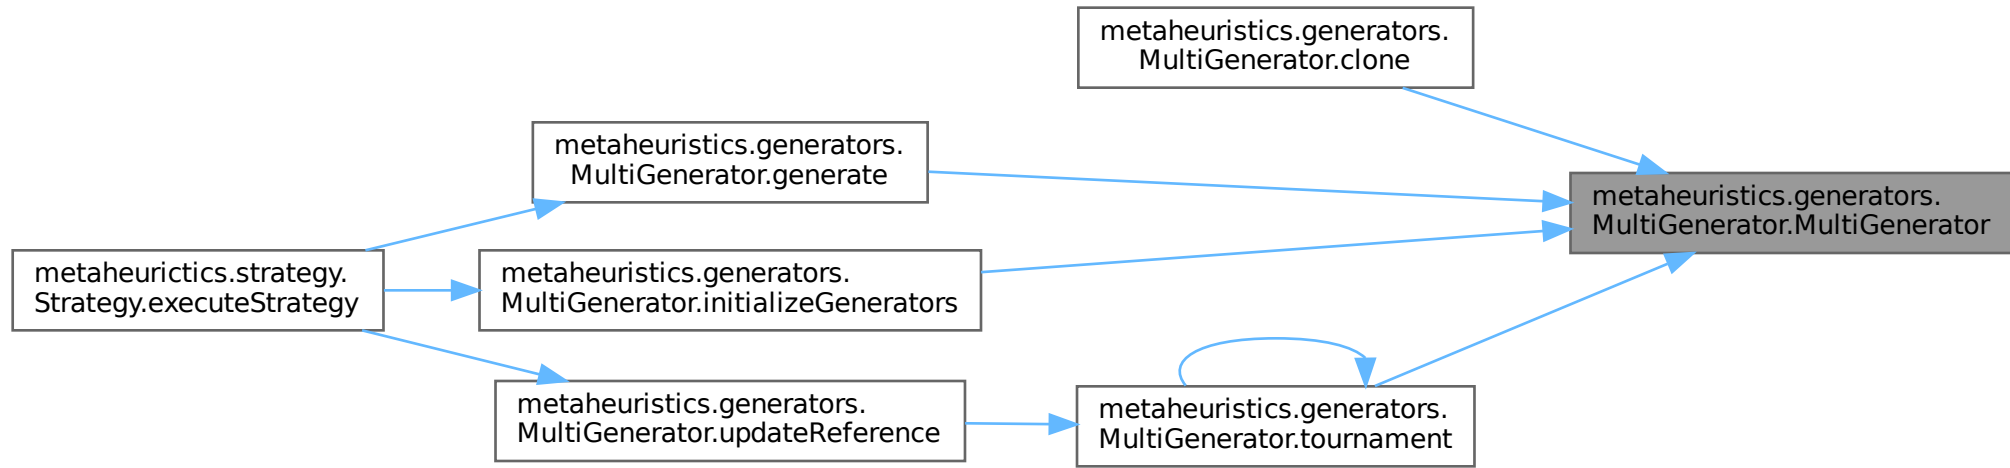 metaheuristics.generators.
MultiGenerator.clone
metaheuristics.generators.
MultiGenerator.generate
metaheuristics.generators.
MultiGenerator.MultiGenerator
metaheurictics.strategy.
Strategy.executeStrategy
metaheuristics.generators.
MultiGenerator.initializeGenerators
metaheuristics.generators.
MultiGenerator.updateReference
metaheuristics.generators.
MultiGenerator.tournament